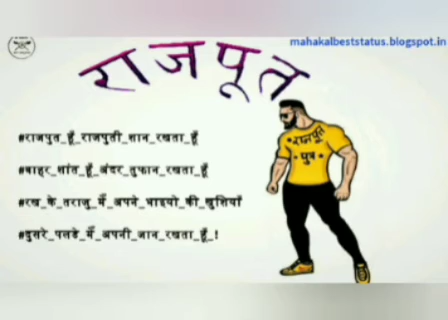 mahakalbeststatus.blogspot.in
राजपूत
#राजपुत_हूँ_राजपुती_शान_रखता_हूँ
#बाहर_शांत_हूँ_अंदर_तुफान_रखता_हूँ
#रख_के_तराजु_में_अपने_भाइयो_की_खुशियाँ
#दुसरे_पलडे_में_अपनी_जान_रखता_हूँ_!
राजपूत
पुत्र